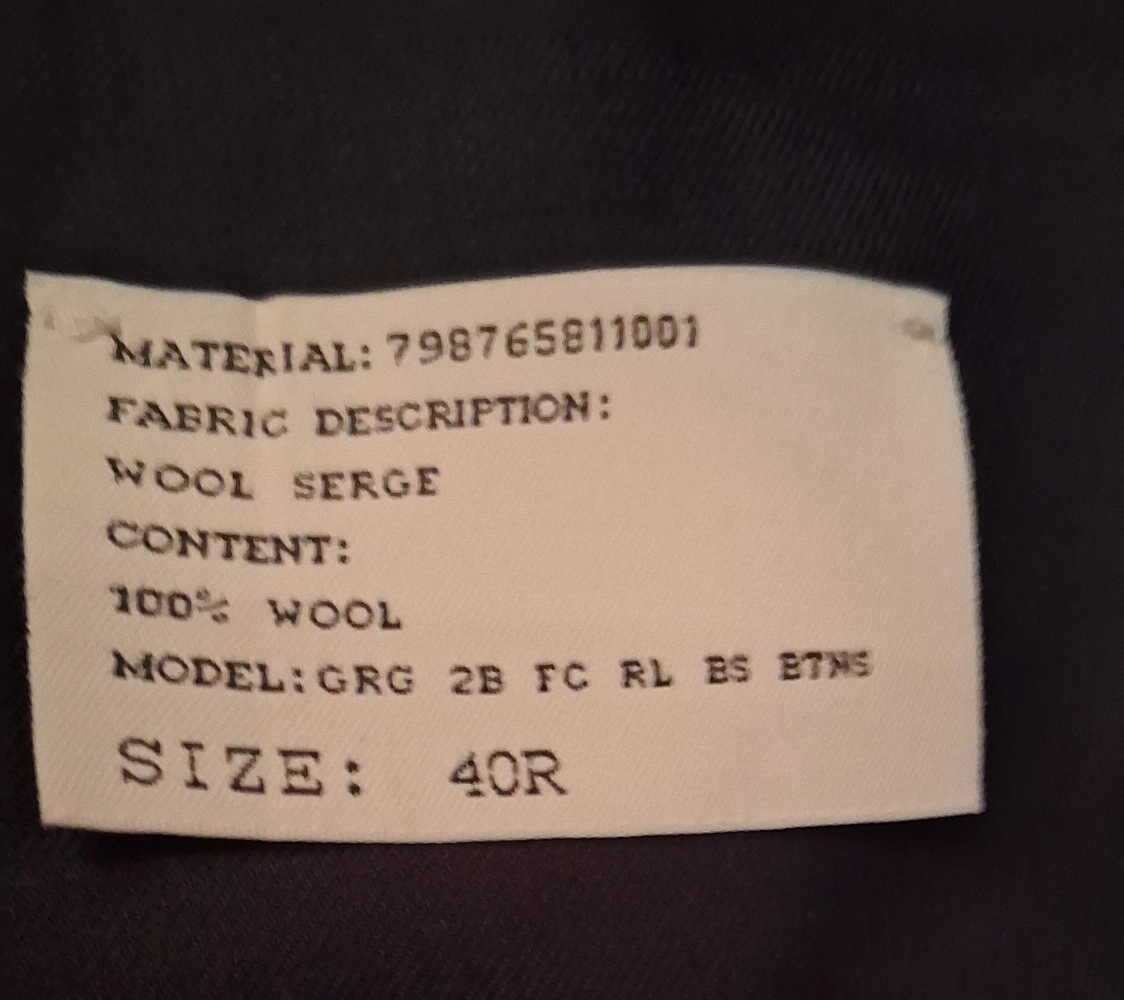 MATERIAL: 798765811001
FABRIC DESCRIPTION:
WOOL SERGE
CONTENT:
100% WOOL
MODEL:GRG 2B FC RL BS BTNS
SIZE: 40R